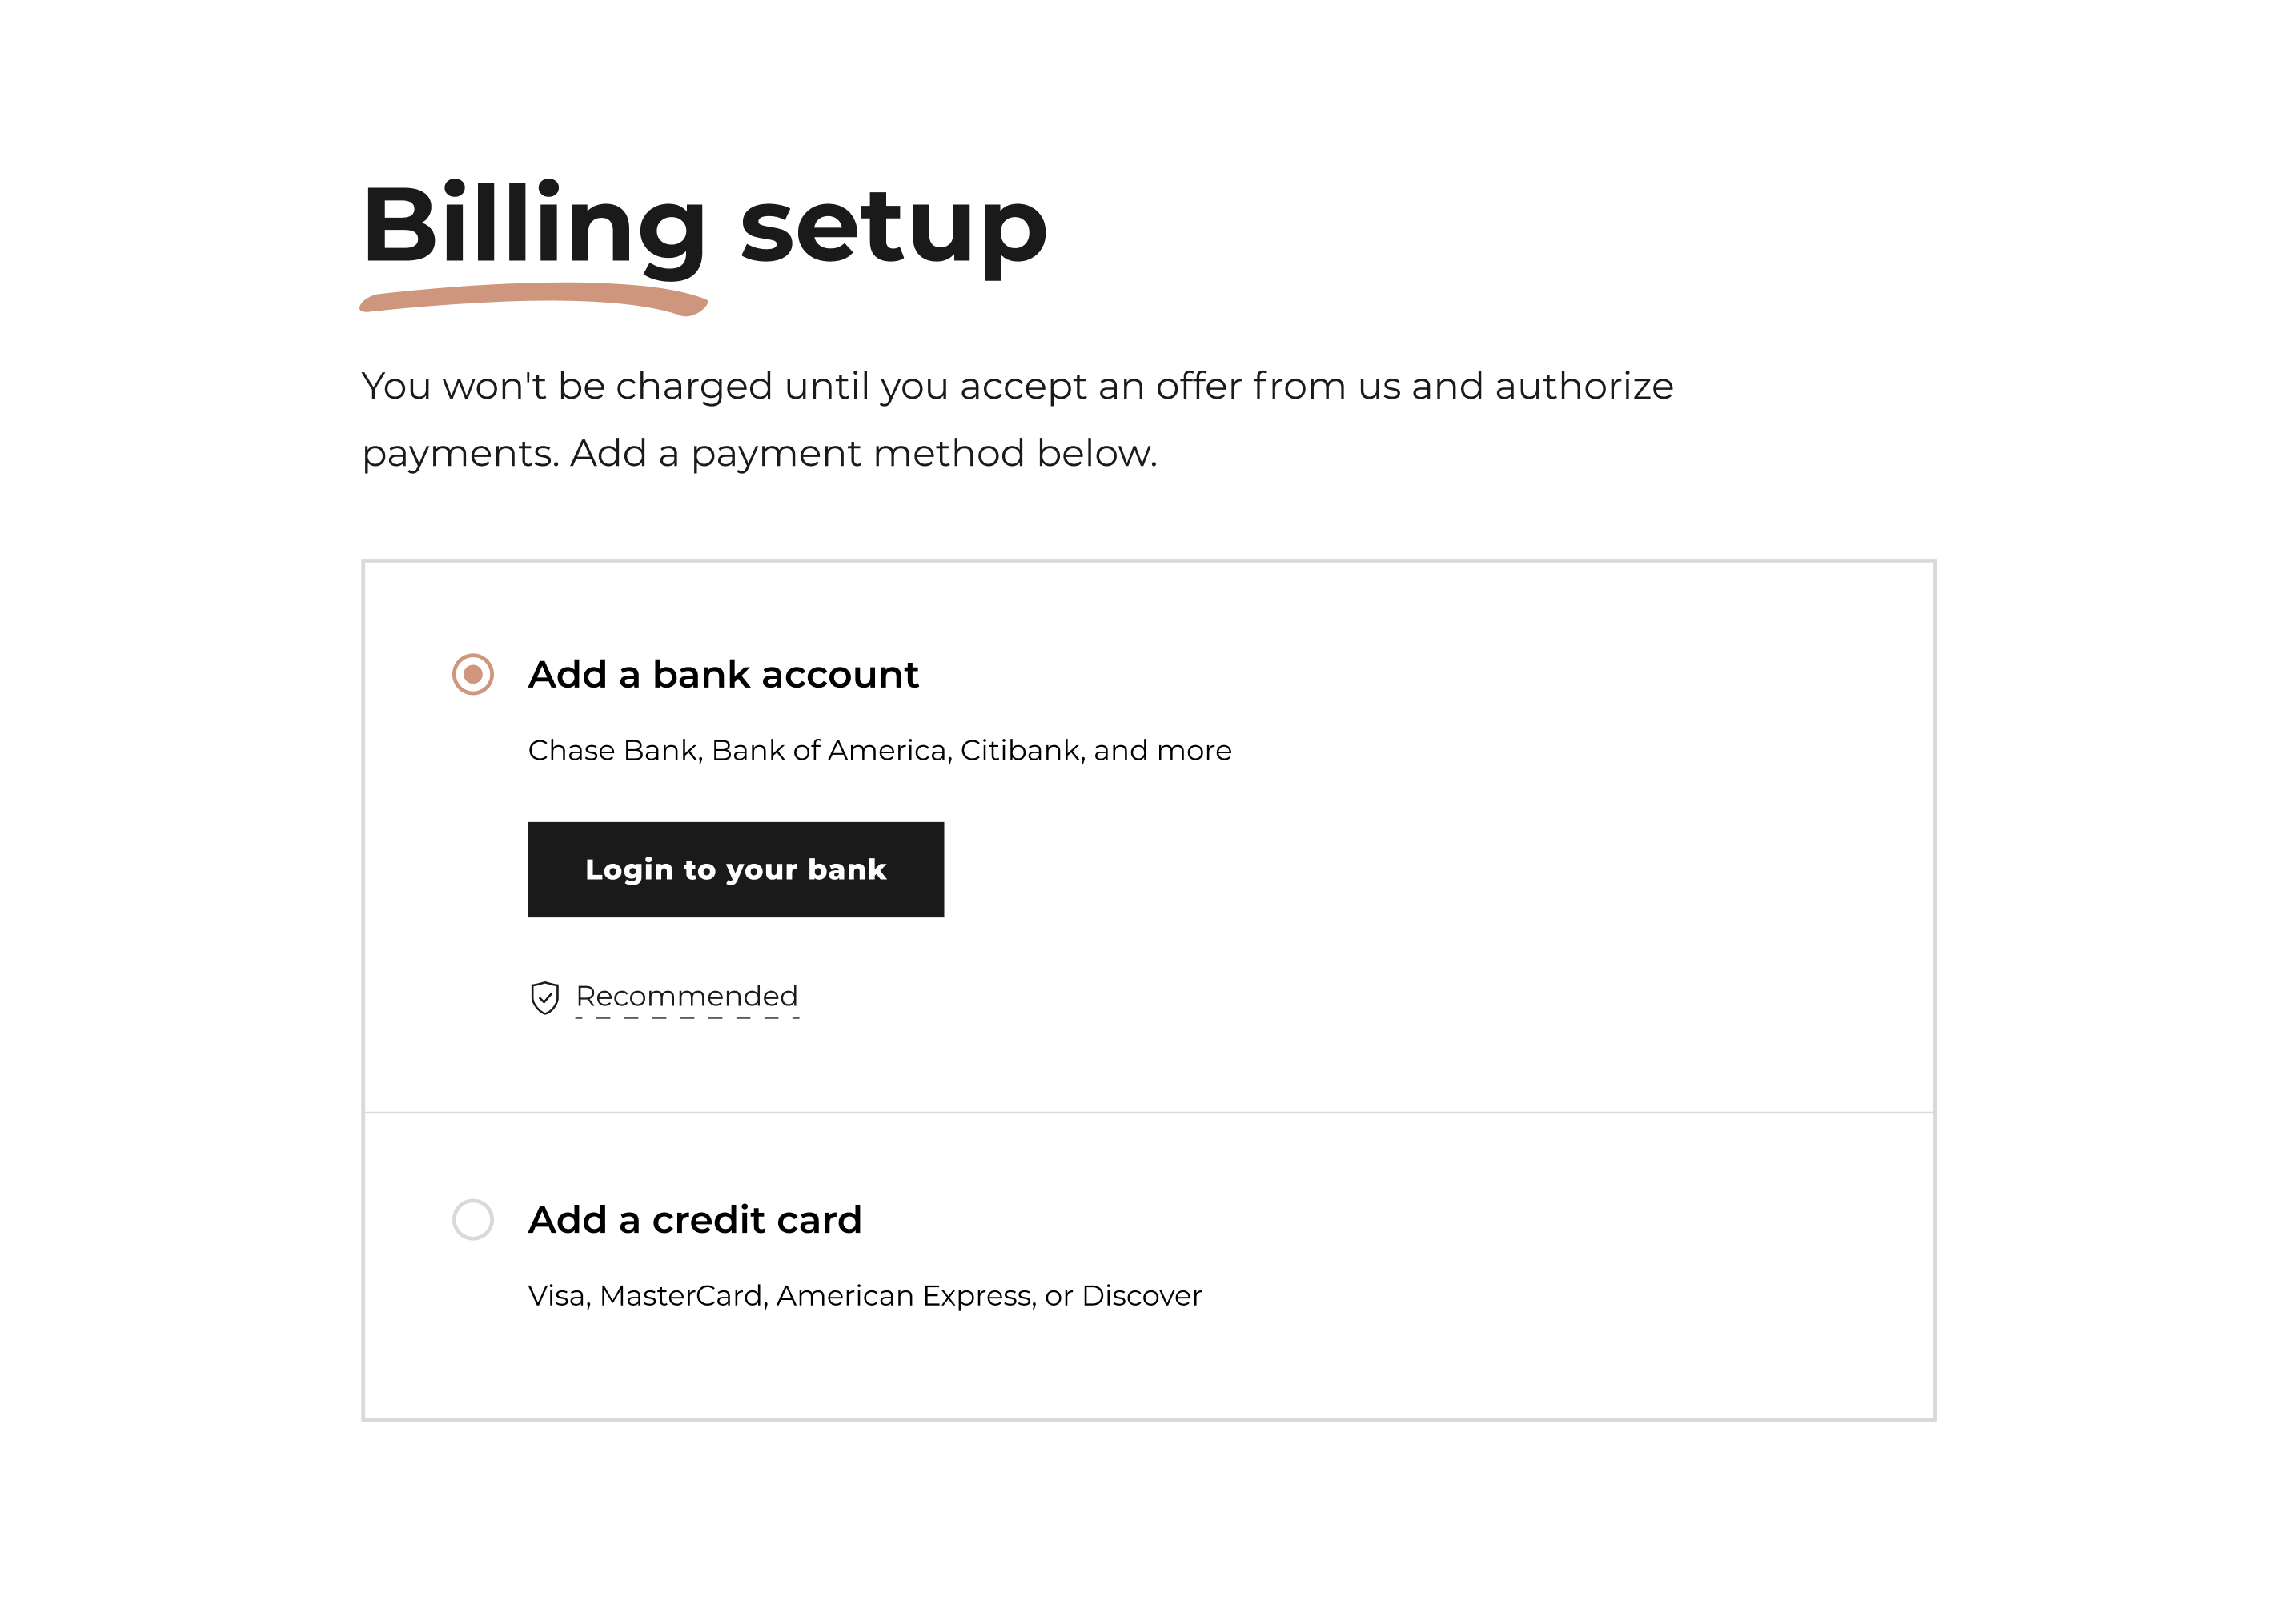 Billing setup
You won't be charged until you accept an offer from us and authorize
payments. Add a payment method below.
Add a bank account
Chase Bank, Bank of America, Citibank, and more
Login to your bank
Recommended
Add a credit card
Visa, MasterCard, American Express, or Discover